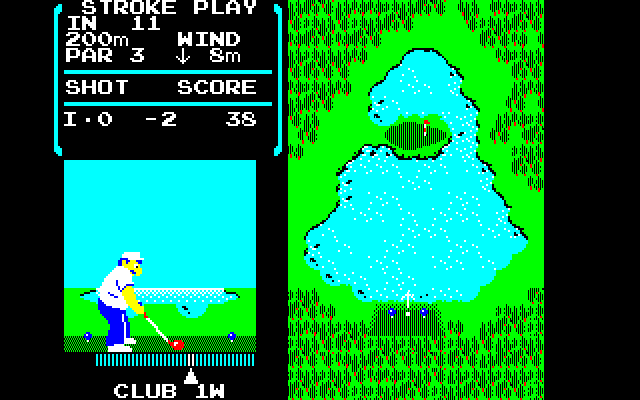 STROKE PLAY
IN 11
200m WIND
PAR 3 ↓ 8m
SHOT SCORE
I·0 -2 38
CLUB 1W